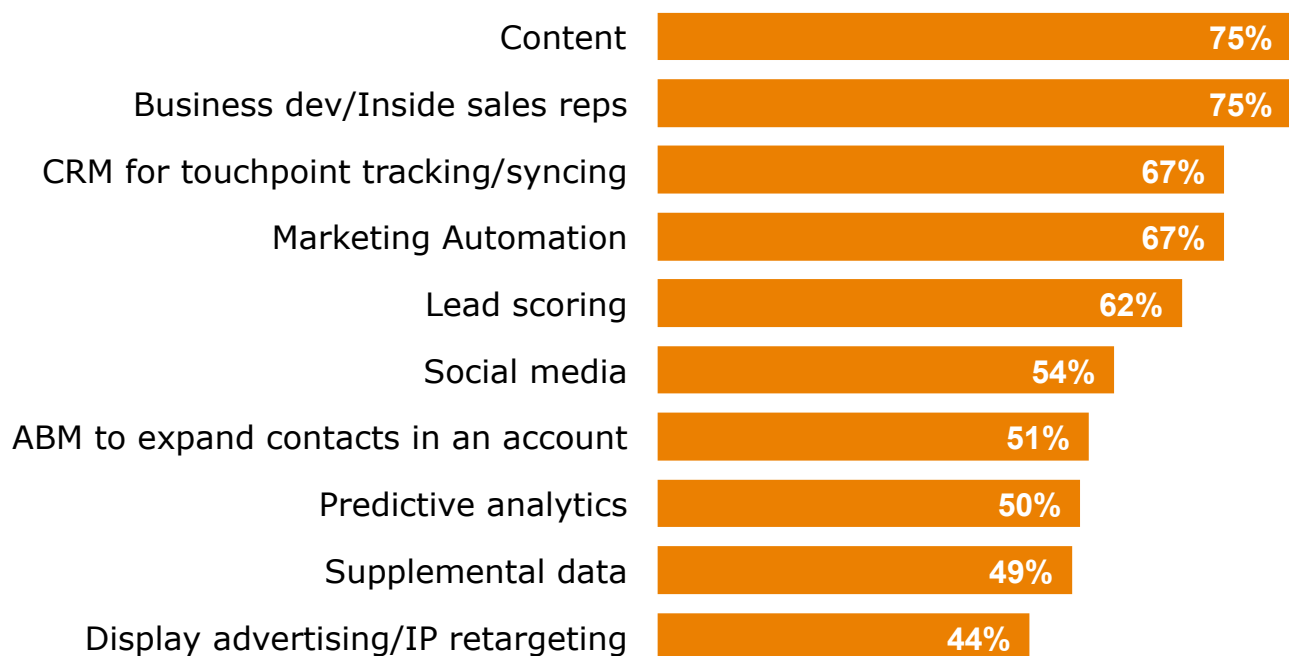 Content 75%
Business dev/Inside sales reps 75%
CRM for touchpoint tracking/syncing 67%
Marketing Automation 67%
Lead scoring 62%
Social media 54%
ABM to expand contacts in an account 51%
Predictive analytics 50%
Supplemental data 49%
Display advertising/IP retargeting 44%